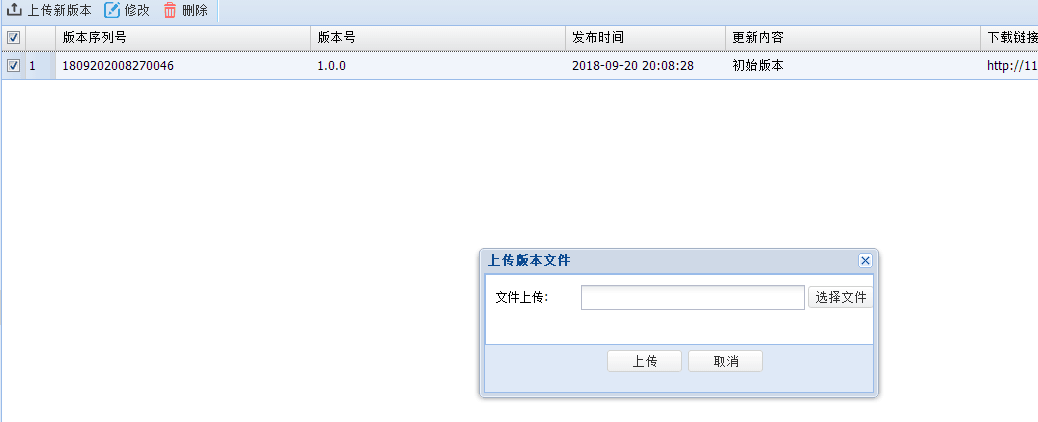 上传新版本 修改 删除
版本序列号 版本号 发布时间 更新内容 下载链接
1 1809202008270046 1.0.0 2018-09-20 20:08:28 初始版本 http://11
上传版本文件
文件上传: 选择文件
上传 取消